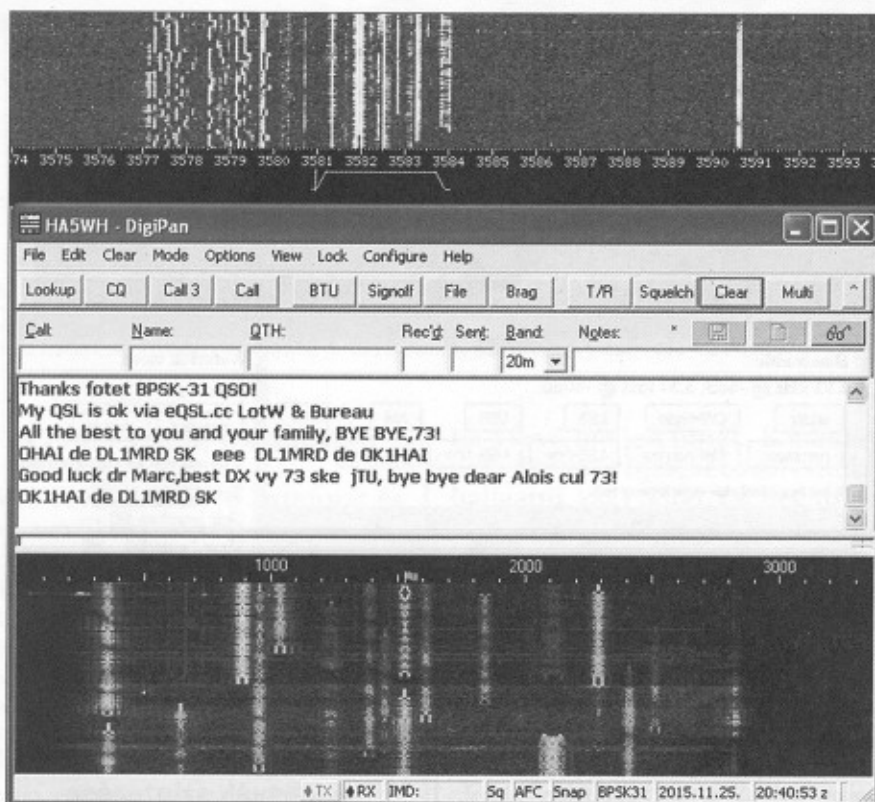 74 3575 3576 3577 3578 3579 3580 3581 3582 3583 3584 3585 3586 3587 3588 3589 3590 3591 3592 3593 3
HA5WH - DigiPan
File Edit Clear Mode Options View Lock Configure Help
Lookup CQ Call 3 Call BTU Signoff File Brag T/R Squelch Clear Multi
Call: Name: QTH: Rec'd: Sent: Band: Notes: *
20m
Thanks fotet BPSK-31 QSO!
My QSL is ok via eQSL.cc LotW & Bureau
All the best to you and your family, BYE BYE,73!
OHAI de DL1MRD SK eee DL1MRD de OK1HAI
Good luck dr Marc,best DX vy 73 ske jTU, bye bye dear Alois cul 73!
OK1HAI de DL1MRD SK
1000 2000 3000
TX RX IMD: Sq AFC Snap BPSK31 2015.11.25. 20:40:53 z